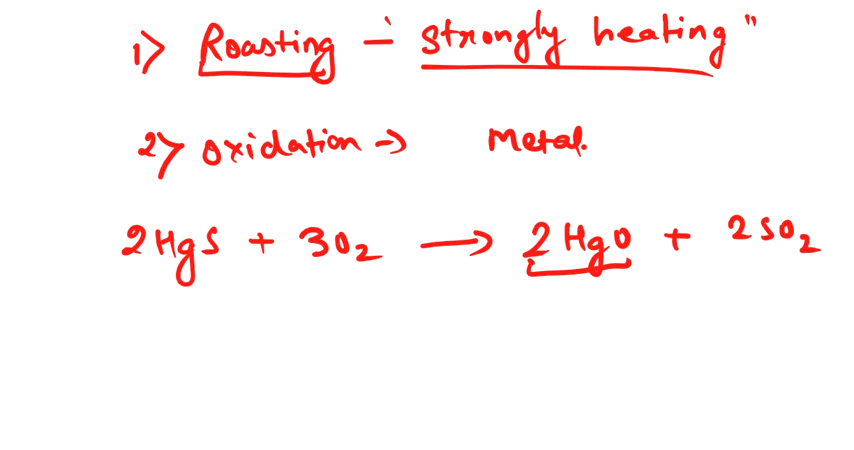 1> Roasting – strongly heating "
2> oxidation → Metal.
2HgS + 3O₂ ⟶ 2HgO + 2SO₂